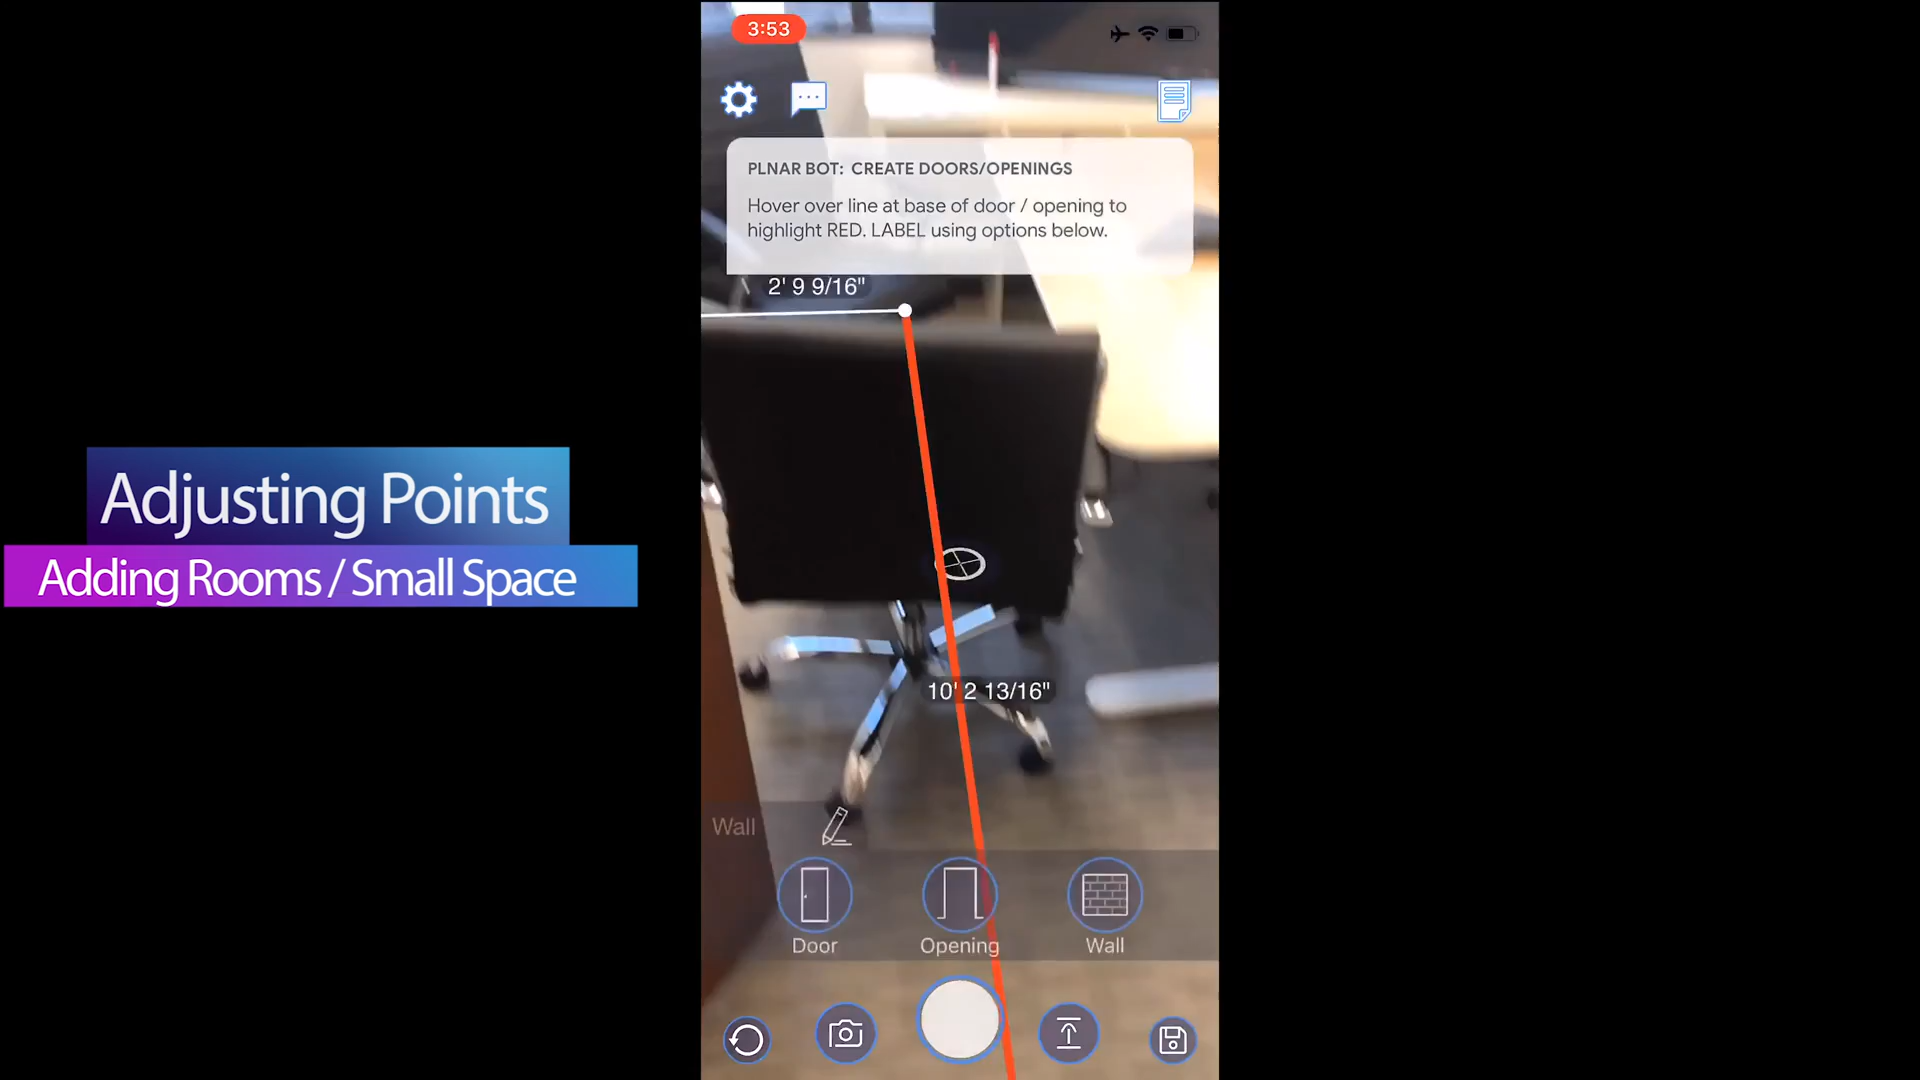 3:53
PLNAR BOT: CREATE DOORS/OPENINGS
Hover over line at base of door / opening to
highlight RED. LABEL using options below.
2' 9 9/16"
Adjusting Points
Adding Rooms / Small Space
10' 2 13/16"
Wall
Door
Opening
Wall